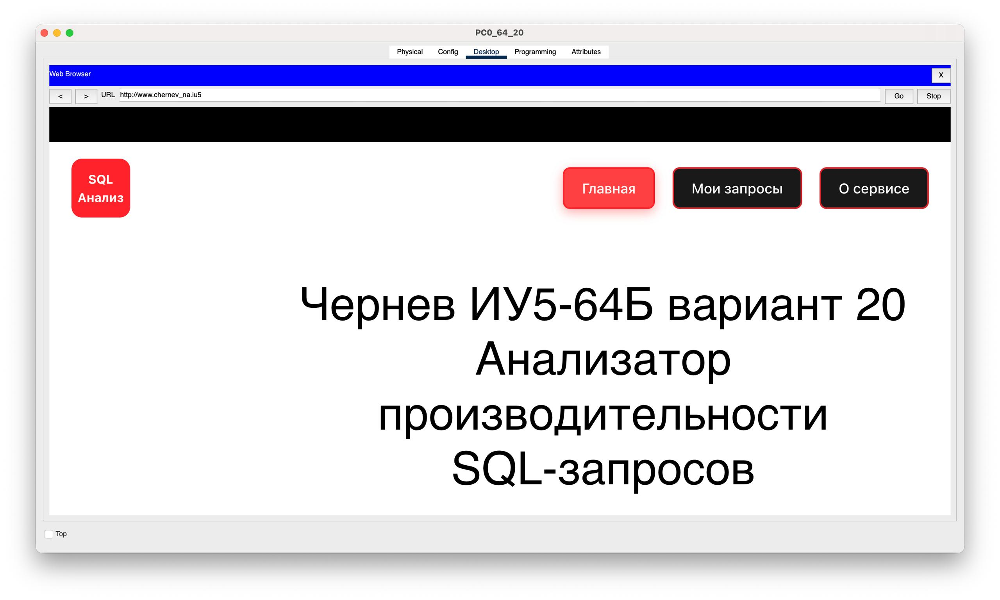 PC0_64_20
Physical Config Desktop Programming Attributes
Web Browser
X
< > URL http://www.chernev_na.iu5 Go Stop
SQL
Анализ
Главная Мои запросы О сервисе
Чернев ИУ5-64Б вариант 20
Анализатор
производительности
SQL-запросов
Top